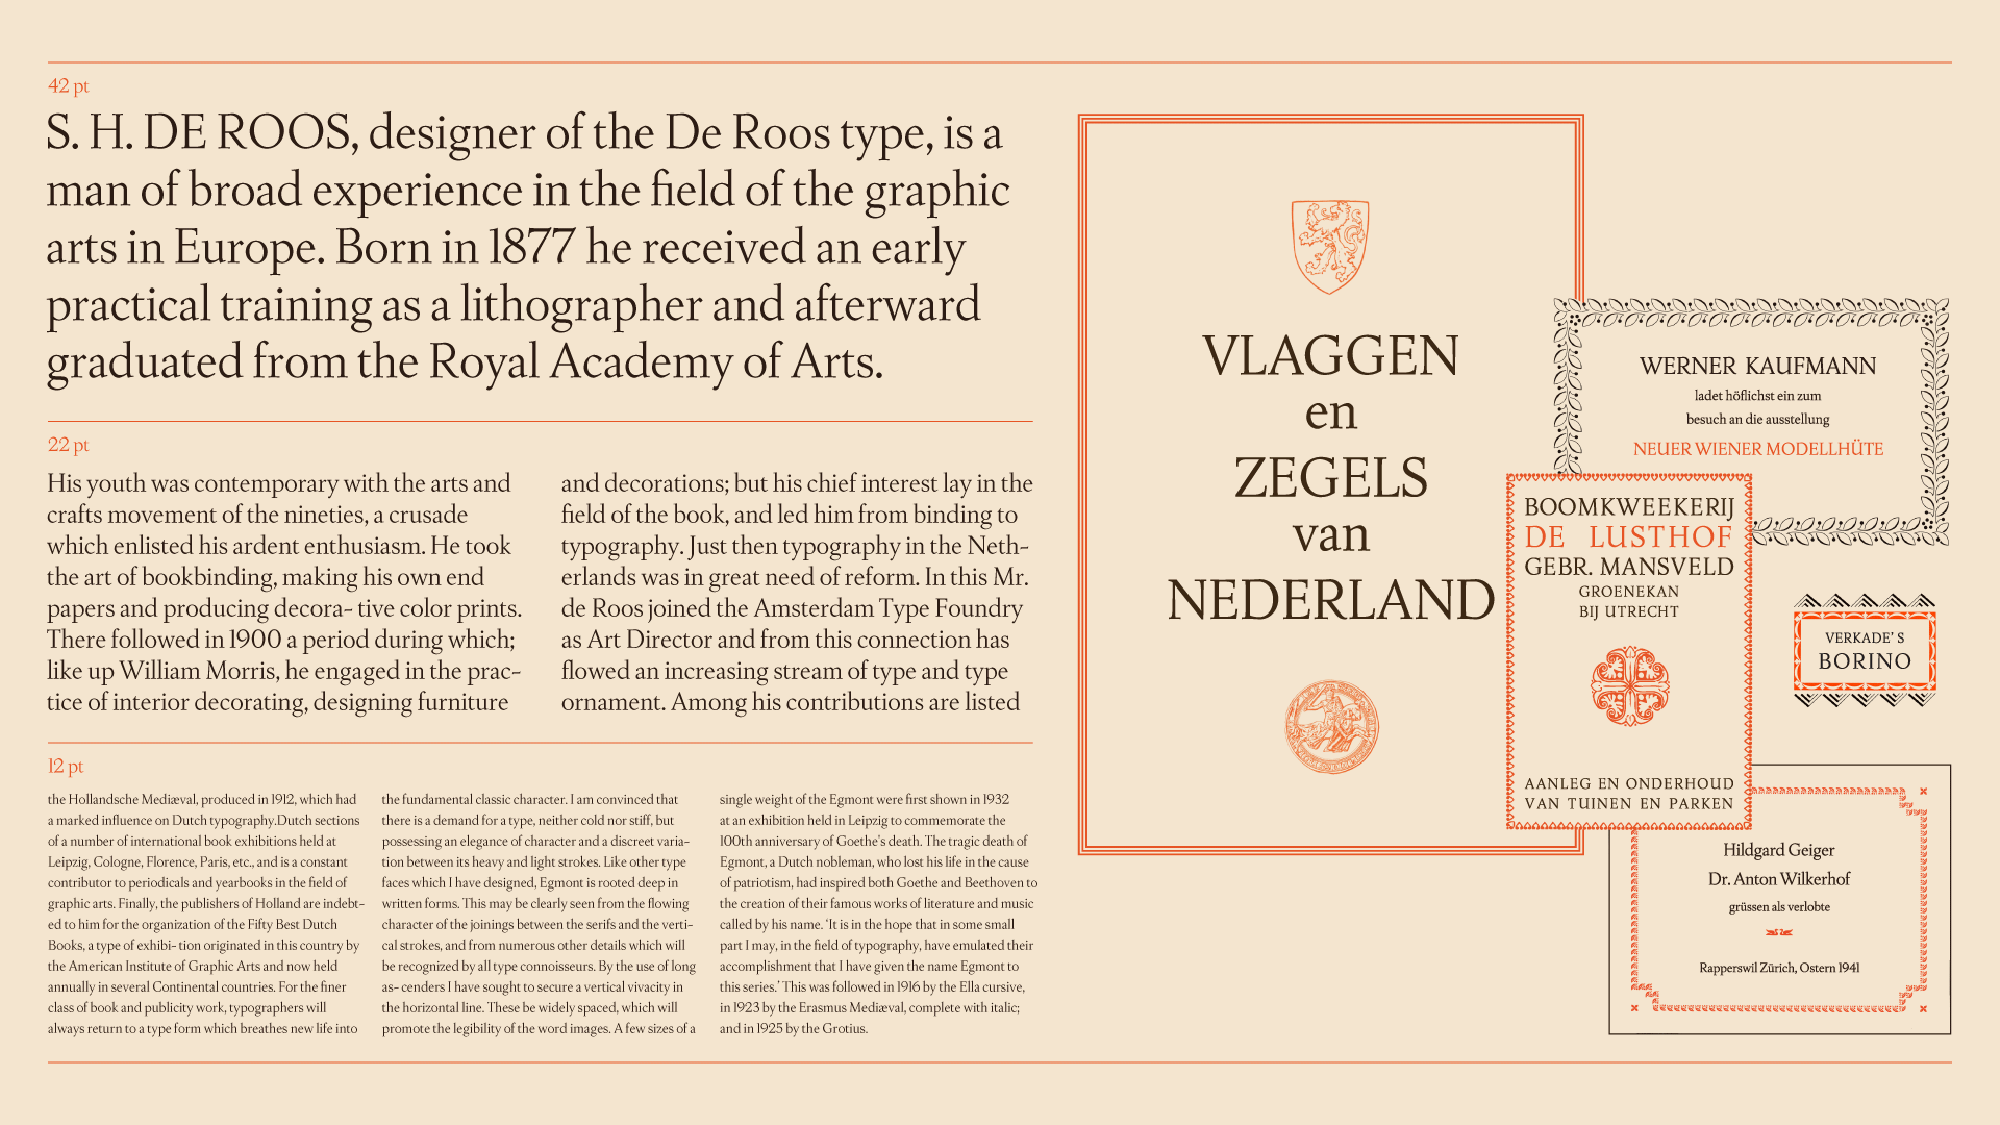 42 pt
S. H. DE ROOS, designer of the De Roos type, is a
man of broad experience in the field of the graphic
arts in Europe. Born in 1877 he received an early
practical training as a lithographer and afterward
graduated from the Royal Academy of Arts.
22 pt
His youth was contemporary with the arts and
crafts movement of the nineties, a crusade
which enlisted his ardent enthusiasm. He took
the art of bookbinding, making his own end
papers and producing decora- tive color prints.
There followed in 1900 a period during which;
like up William Morris, he engaged in the prac-
tice of interior decorating, designing furniture
and decorations; but his chief interest lay in the
field of the book, and led him from binding to
typography. Just then typography in the Neth-
erlands was in great need of reform. In this Mr.
de Roos joined the Amsterdam Type Foundry
as Art Director and from this connection has
flowed an increasing stream of type and type
ornament. Among his contributions are listed
12 pt
the Hollandsche Mediæval, produced in 1912, which had
a marked influence on Dutch typography.Dutch sections
of a number of international book exhibitions held at
Leipzig, Cologne, Florence, Paris, etc., and is a constant
contributor to periodicals and yearbooks in the field of
graphic arts. Finally, the publishers of Holland are indebt-
ed to him for the organization of the Fifty Best Dutch
Books, a type of exhibi- tion originated in this country by
the American Institute of Graphic Arts and now held
annually in several Continental countries. For the finer
class of book and publicity work, typographers will
always return to a type form which breathes new life into
the fundamental classic character. I am convinced that
there is a demand for a type, neither cold nor stiff, but
possessing an elegance of character and a discreet varia-
tion between its heavy and light strokes. Like other type
faces which I have designed, Egmont is rooted deep in
written forms. This may be clearly seen from the flowing
character of the joinings between the serifs and the verti-
cal strokes, and from numerous other details which will
be recognized by all type connoisseurs. By the use of long
as- cenders I have sought to secure a vertical vivacity in
the horizontal line. These be widely spaced, which will
promote the legibility of the word images. A few sizes of a
single weight of the Egmont were first shown in 1932
at an exhibition held in Leipzig to commemorate the
100th anniversary of Goethe's death. The tragic death of
Egmont, a Dutch nobleman, who lost his life in the cause
of patriotism, had inspired both Goethe and Beethoven to
the creation of their famous works of literature and music
called by his name. 'It is in the hope that in some small
part I may, in the field of typography, have emulated their
accomplishment that I have given the name Egmont to
this series.' This was followed in 1916 by the Ella cursive,
in 1923 by the Erasmus Mediæval, complete with italic;
and in 1925 by the Grotius.
VLAGGEN
en
ZEGELS
van
NEDERLAND
WERNER KAUFMANN
ladet höflichst ein zum
besuch an die ausstellung
NEUER WIENER MODELLHÜTE
BOOMKWEEKERIJ
DE LUSTHOF
GEBR. MANSVELD
GROENEKAN
BIJ UTRECHT
AANLEG EN ONDERHOUD
VAN TUINEN EN PARKEN
VERKADE'S
BORINO
Hildgard Geiger
Dr. Anton Wilkerhof
grüssen als verlobte
Rapperswil Zürich, Östern 1941